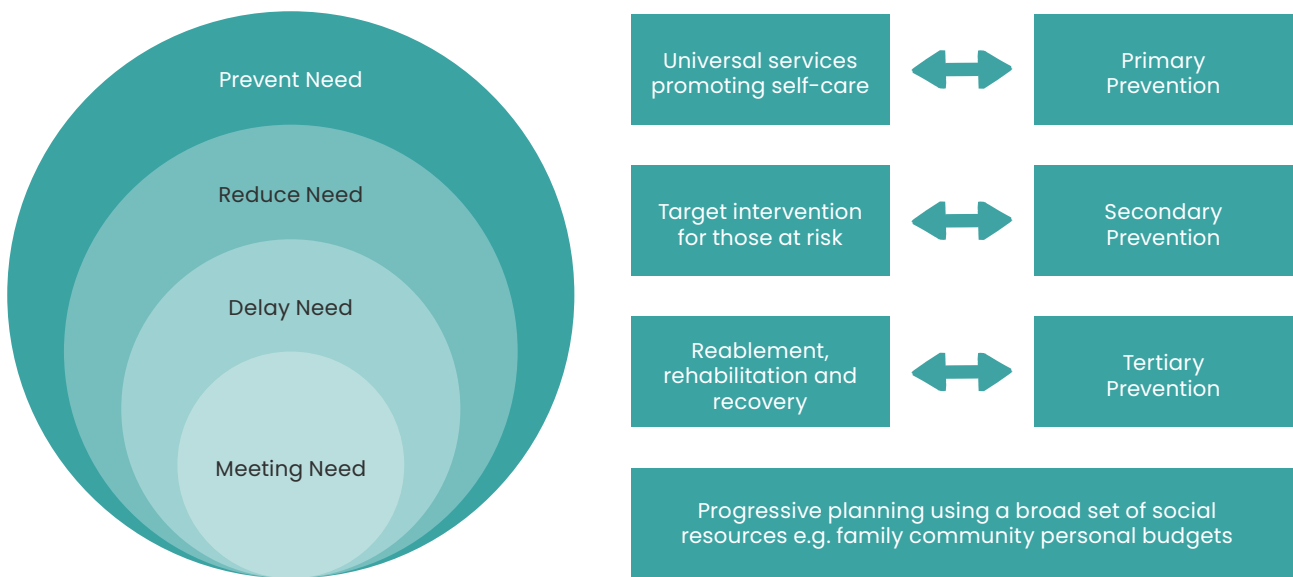 Prevent Need
Reduce Need
Delay Need
Meeting Need
Universal services
promoting self-care
Primary
Prevention
Target intervention
for those at risk
Secondary
Prevention
Reablement,
rehabilitation and
recovery
Tertiary
Prevention
Progressive planning using a broad set of social
resources e.g. family community personal budgets